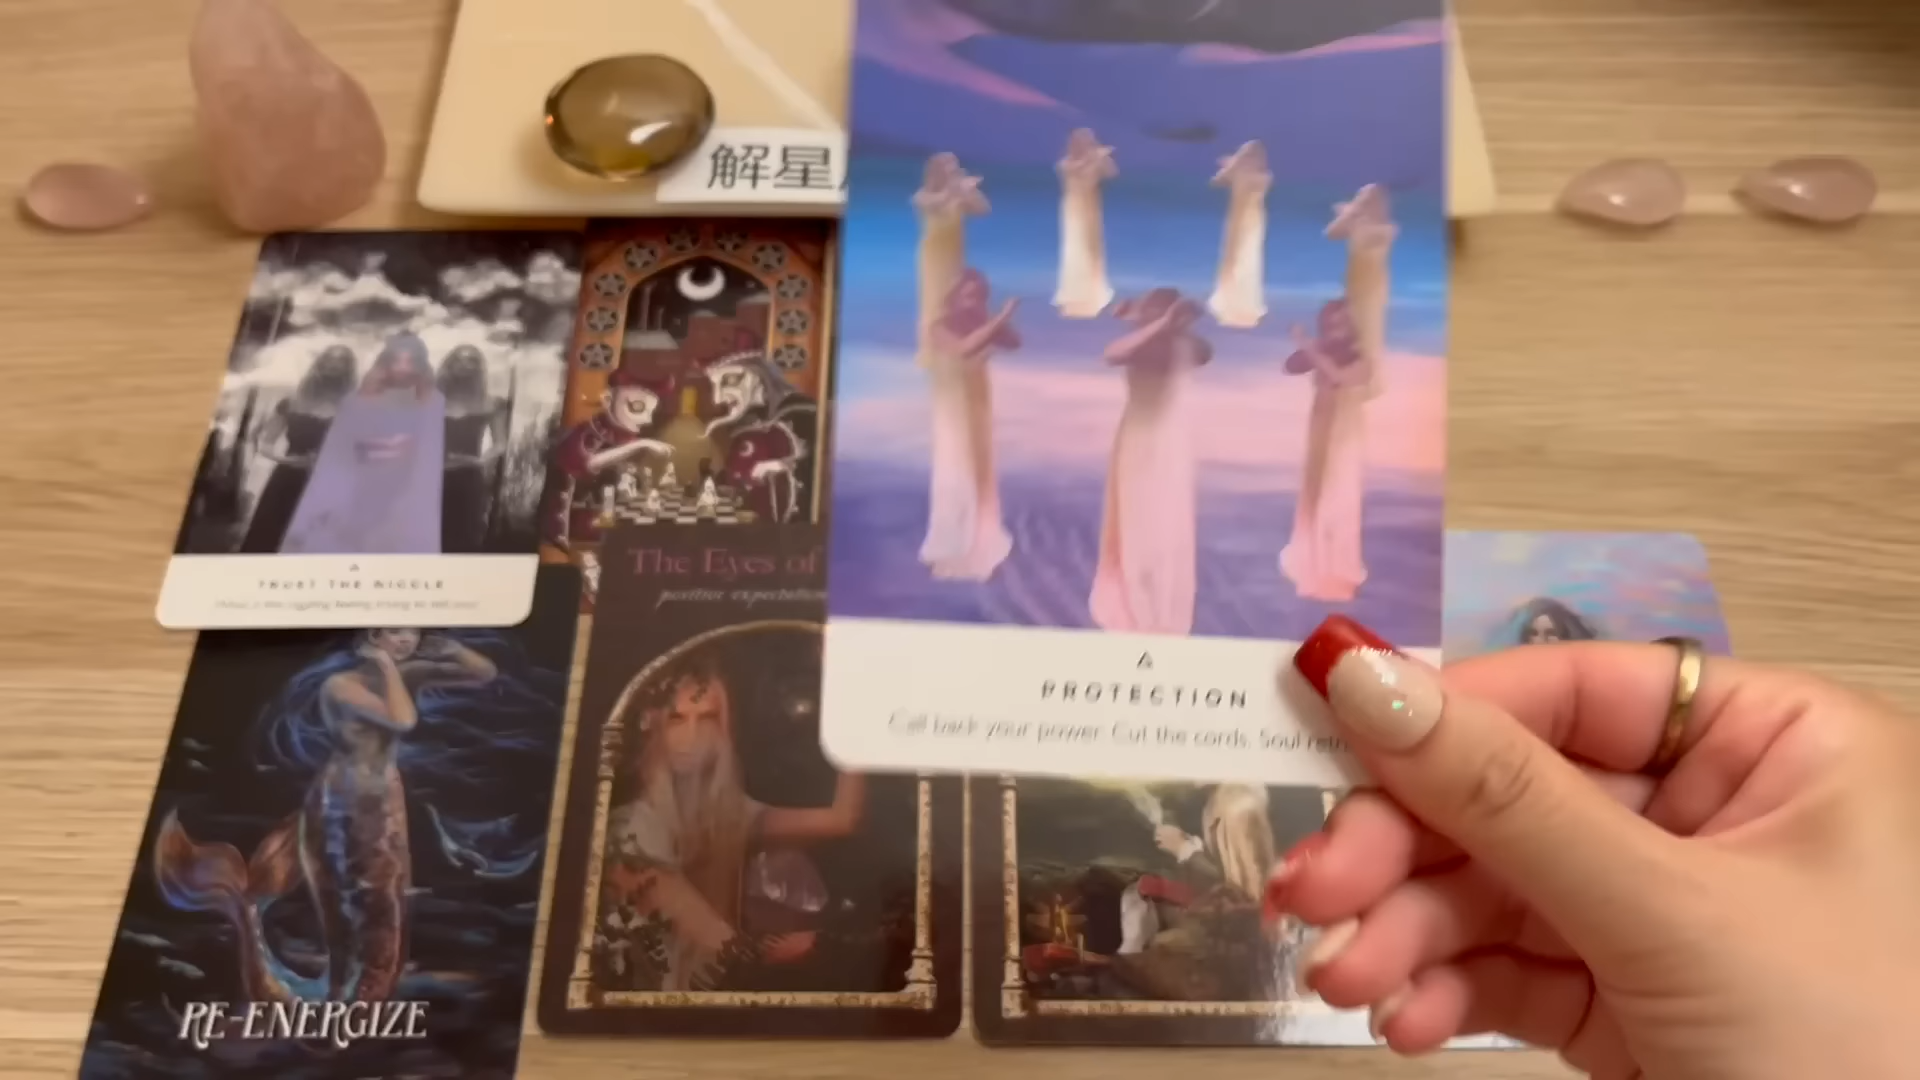 解星
TRUST THE NIGGLE
The Eyes of
positive expectation
PROTECTION
Call back your power. Cut the cords. Soul retr
RE-ENERGIZE